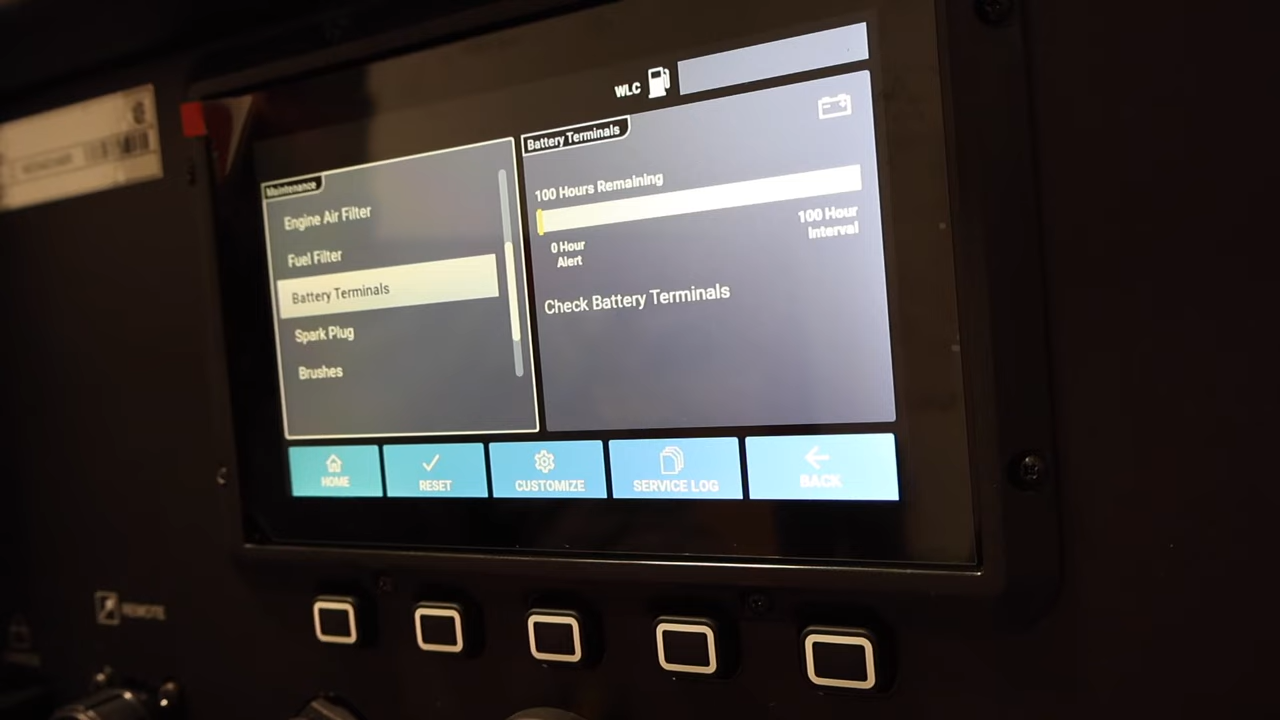 WLC
Maintenance
Engine Air Filter
Fuel Filter
Battery Terminals
Spark Plug
Brushes
Battery Terminals
100 Hours Remaining
0 Hour
Alert
100 Hour
Interval
Check Battery Terminals
HOME
RESET
CUSTOMIZE
SERVICE LOG
BACK
REMOTE